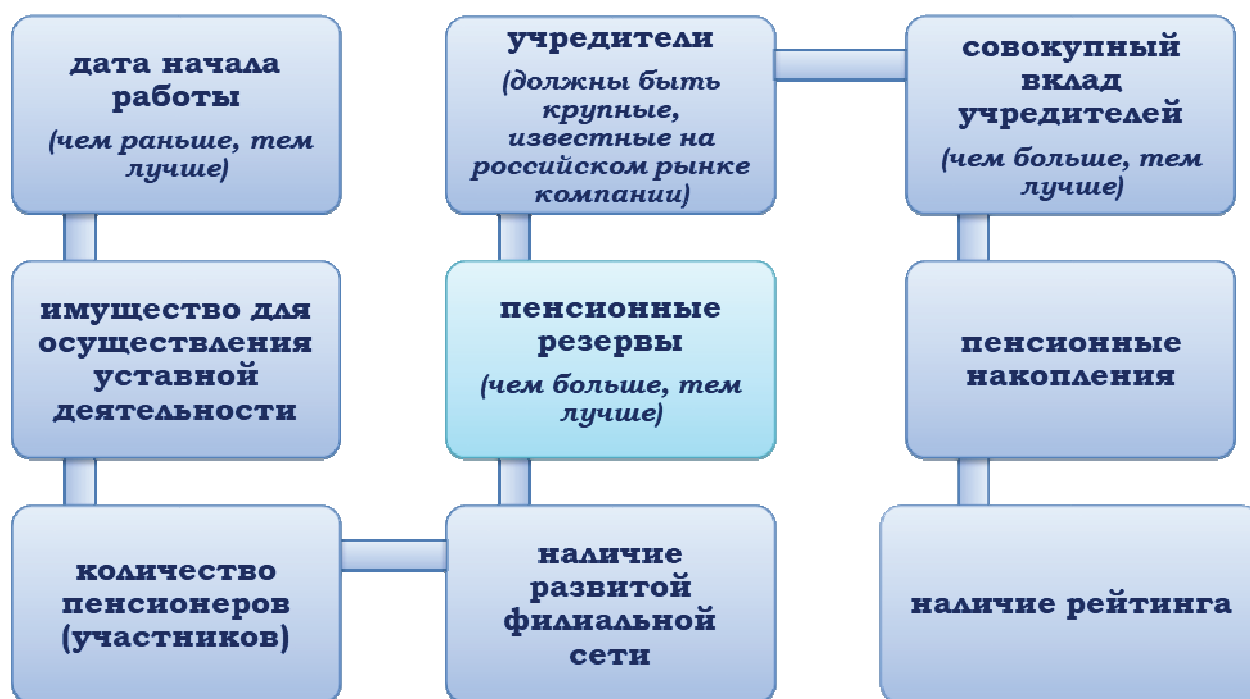 дата начала
работы
(чем раньше, тем
лучше)
имущество для
осуществления
уставной
деятельности
количество
пенсионеров
(участников)
наличие
развитой
филиальной
сети
пенсионные
резервы
(чем больше, тем
лучше)
учредители
(должны быть
крупные,
известные на
российском рынке
компании)
совокупный
вклад
учредителей
(чем больше, тем
лучше)
пенсионные
накопления
наличие рейтинга